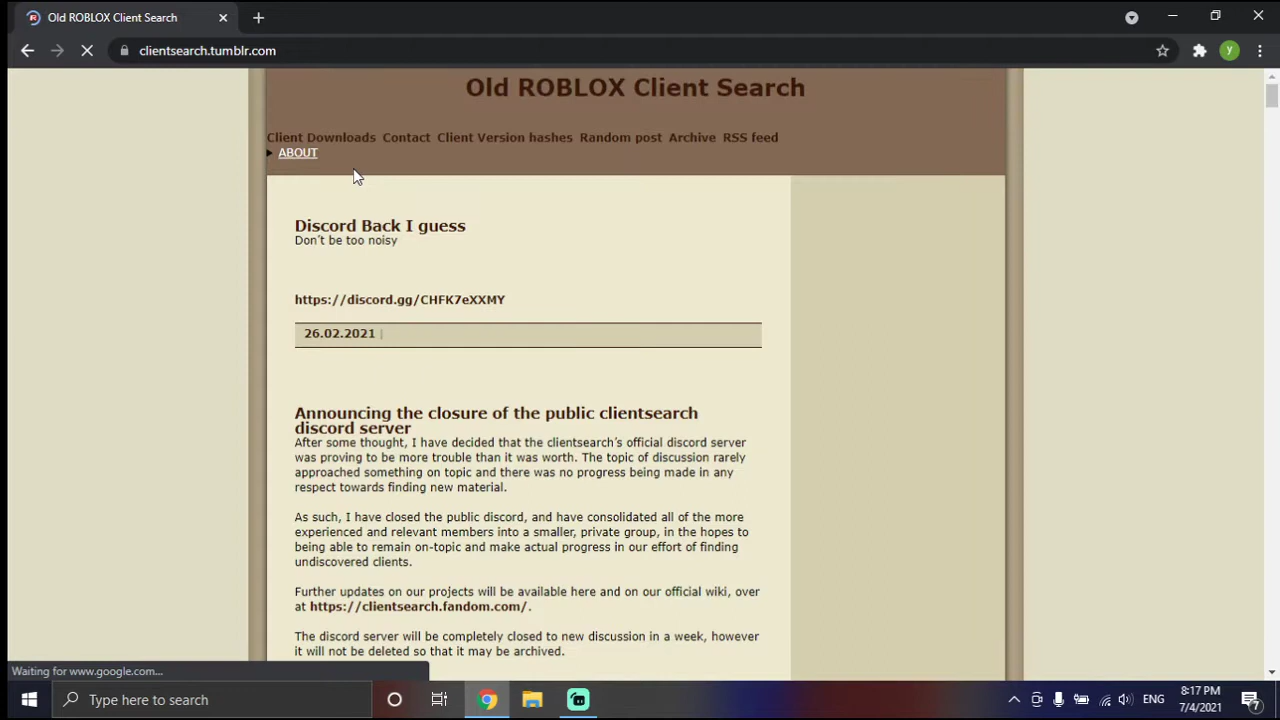 Old ROBLOX Client Search
clientsearch.tumblr.com
y
Old ROBLOX Client Search
Client Downloads Contact Client Version hashes Random post Archive RSS feed
ABOUT
Discord Back I guess
Don't be too noisy
https://discord.gg/CHFK7eXXMY
26.02.2021 |
Announcing the closure of the public clientsearch
discord server
After some thought, I have decided that the clientsearch's official discord server
was proving to be more trouble than it was worth. The topic of discussion rarely
approached something on topic and there was no progress being made in any
respect towards finding new material.
As such, I have closed the public discord, and have consolidated all of the more
experienced and relevant members into a smaller, private group, in the hopes to
being able to remain on-topic and make actual progress in our effort of finding
undiscovered clients.
Further updates on our projects will be available here and on our official wiki, over
at https://clientsearch.fandom.com/.
The discord server will be completely closed to new discussion in a week, however
it will not be deleted so that it may be archived.
Waiting for www.google.com...
Type here to search
ENG
8:17 PM
7/4/2021
7